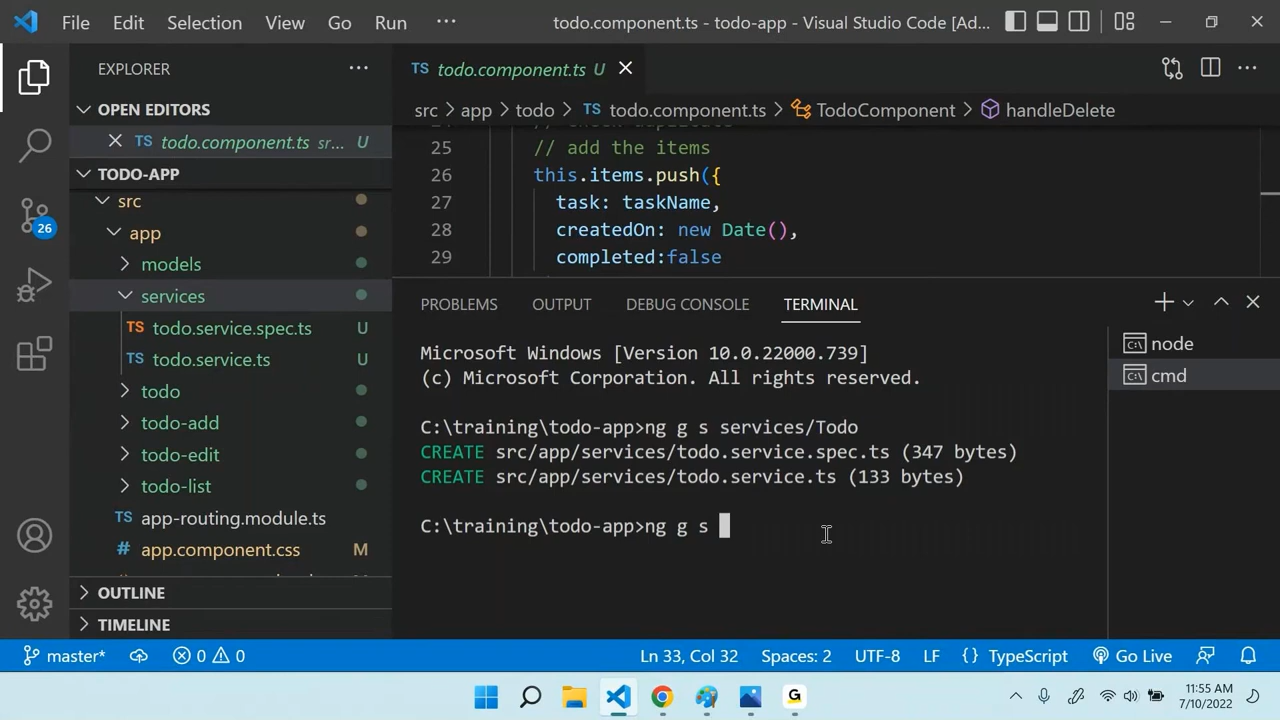 File Edit Selection View Go Run ··· todo.component.ts - todo-app - Visual Studio Code [Ad...
EXPLORER ···
OPEN EDITORS
TS todo.component.ts sr... U
TODO-APP
src
app
models
services
TS todo.service.spec.ts U
TS todo.service.ts U
todo
todo-add
todo-edit
todo-list
TS app-routing.module.ts
# app.component.css M
OUTLINE
TIMELINE
TS todo.component.ts U
src > app > todo > TS todo.component.ts > TodoComponent > handleDelete
25 // add the items
26 this.items.push({
27 task: taskName,
28 createdOn: new Date(),
29 completed:false
PROBLEMS OUTPUT DEBUG CONSOLE TERMINAL
Microsoft Windows [Version 10.0.22000.739]
(c) Microsoft Corporation. All rights reserved.
C:\training\todo-app>ng g s services/Todo
CREATE src/app/services/todo.service.spec.ts (347 bytes)
CREATE src/app/services/todo.service.ts (133 bytes)
C:\training\todo-app>ng g s
node
cmd
26
master* 0 0 Ln 33, Col 32 Spaces: 2 UTF-8 LF {} TypeScript Go Live
G
11:55 AM
7/10/2022